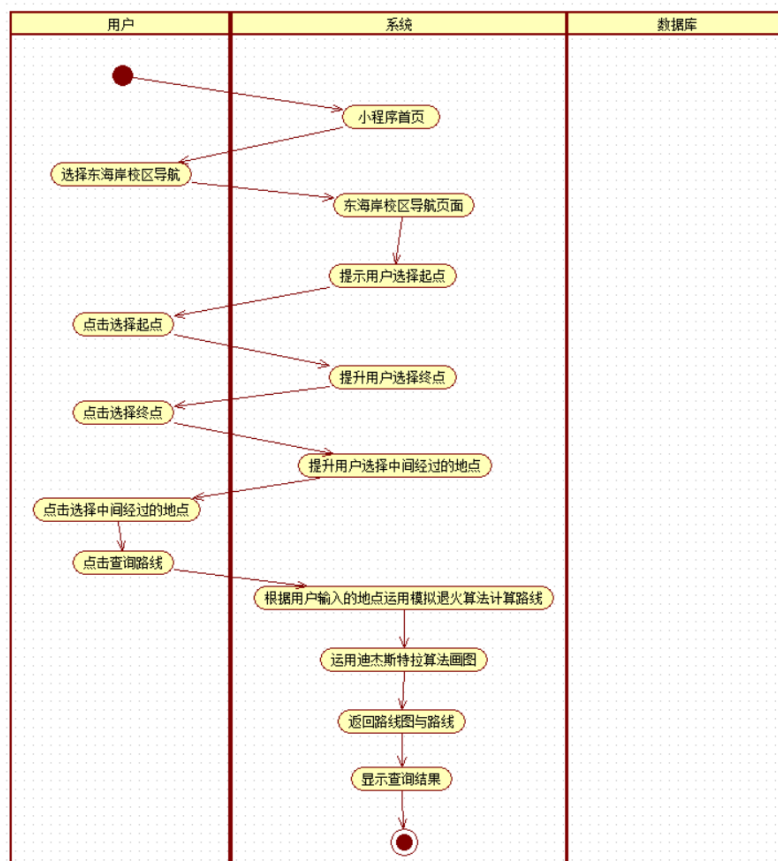 用户
系统
数据库
小程序首页
选择东海岸校区导航
东海岸校区导航页面
提示用户选择起点
点击选择起点
提升用户选择终点
点击选择终点
提升用户选择中间经过的地点
点击选择中间经过的地点
点击查询路线
根据用户输入的地点运用模拟退火算法计算路线
运用迪杰斯特拉算法画图
返回路线图与路线
显示查询结果